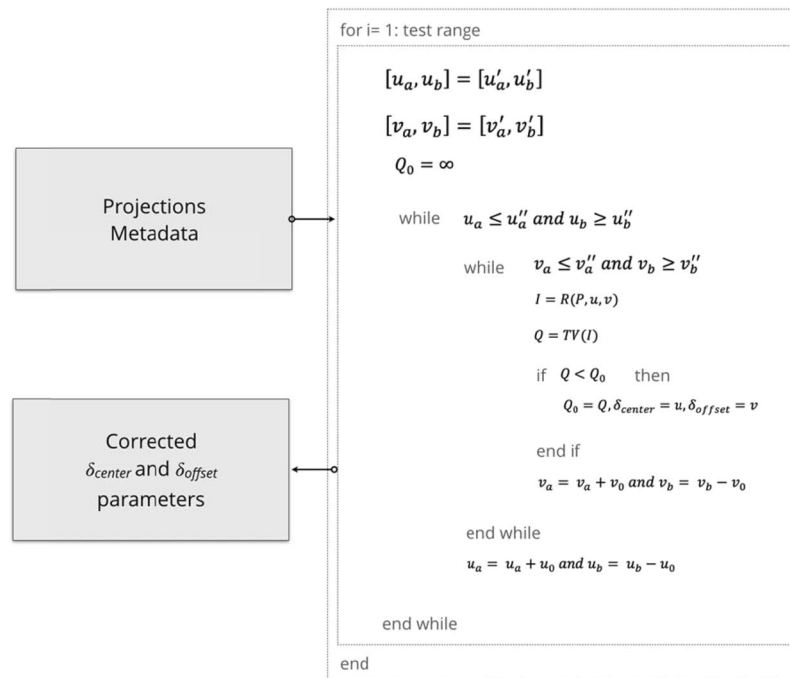 for i= 1: test range
[u_a, u_b] = [u'_a, u'_b]
[v_a, v_b] = [v'_a, v'_b]
Q_0 = ∞
while u_a ≤ u''_a and u_b ≥ u''_b
while v_a ≤ v''_a and v_b ≥ v''_b
I = R(P, u, v)
Q = TV(I)
if Q < Q_0 then
Q_0 = Q, δ_center = u, δ_offset = v
end if
v_a = v_a + v_0 and v_b = v_b − v_0
end while
u_a = u_a + u_0 and u_b = u_b − u_0
end while
end
Projections
Metadata
Corrected
δ_center and δ_offset
parameters